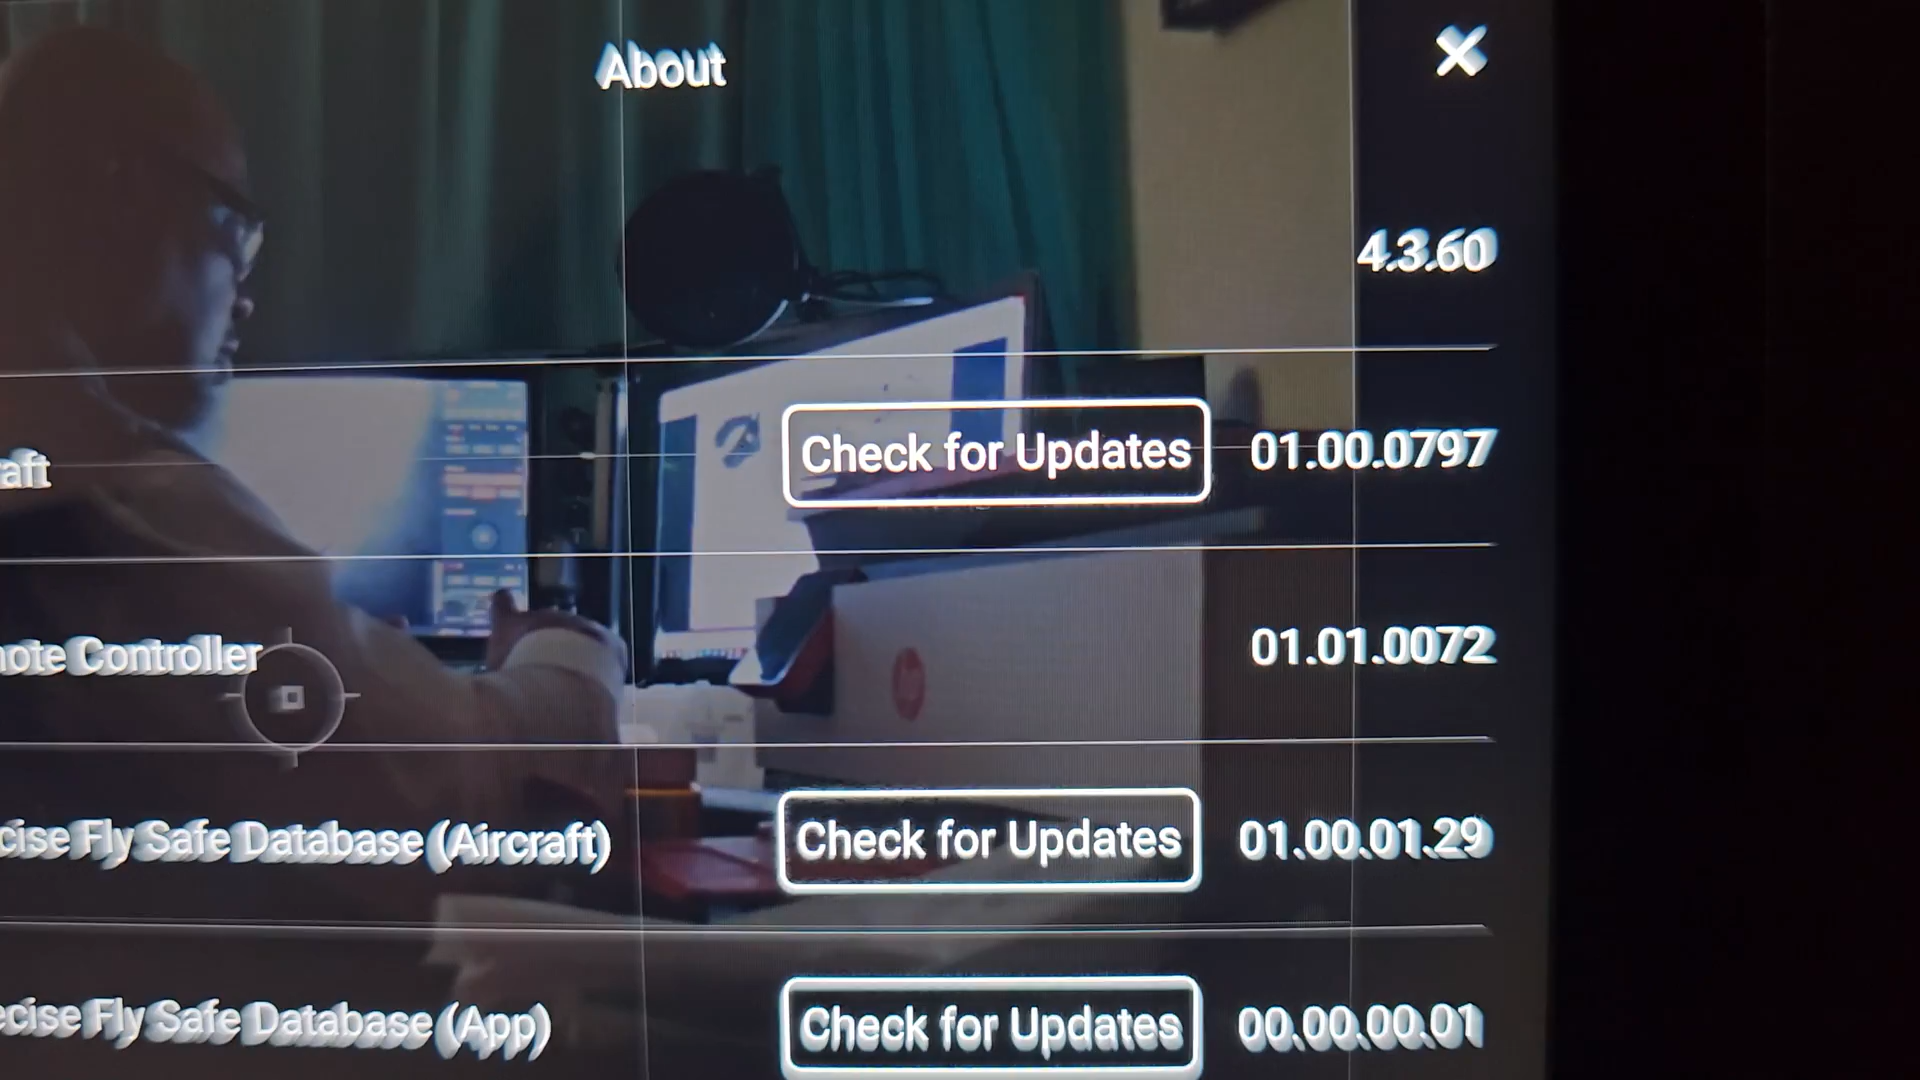 About
4.3.60
aft Check for Updates 01.00.0797
ote Controller 01.01.0072
cise Fly Safe Database (Aircraft) Check for Updates 01.00.01.29
ecise Fly Safe Database (App) Check for Updates 00.00.00.01